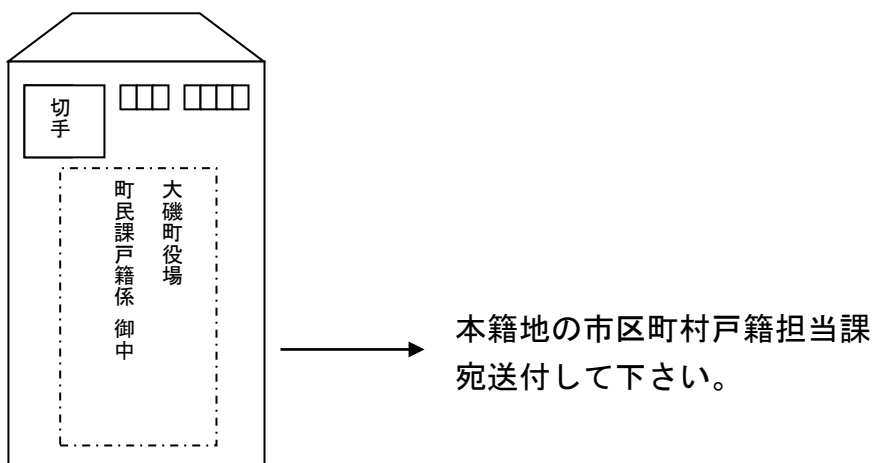 切手
大磯町役場
町民課戸籍係 御中
本籍地の市区町村戸籍担当課
宛送付して下さい。